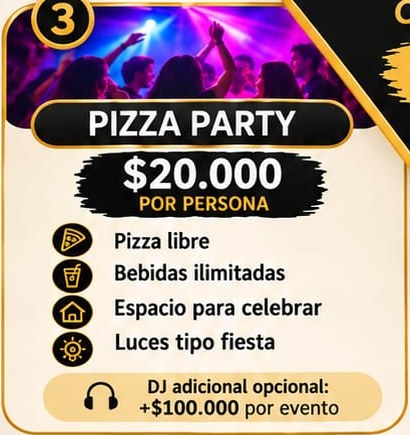 3
PIZZA PARTY
$20.000
POR PERSONA
Pizza libre
Bebidas ilimitadas
Espacio para celebrar
Luces tipo fiesta
DJ adicional opcional:
+$100.000 por evento